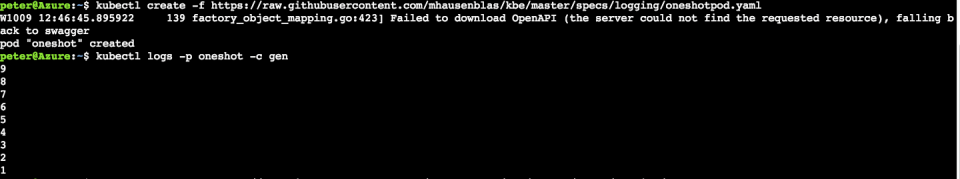 peter@Azure:~$ kubectl create -f https://raw.githubusercontent.com/mhausenblas/kbe/master/specs/logging/oneshotpod.yaml
W1009 12:46:45.895922     139 factory_object_mapping.go:423] Failed to download OpenAPI (the server could not find the requested resource), falling b
ack to swagger
pod "oneshot" created
peter@Azure:~$ kubectl logs -p oneshot -c gen
9
8
7
6
5
4
3
2
1